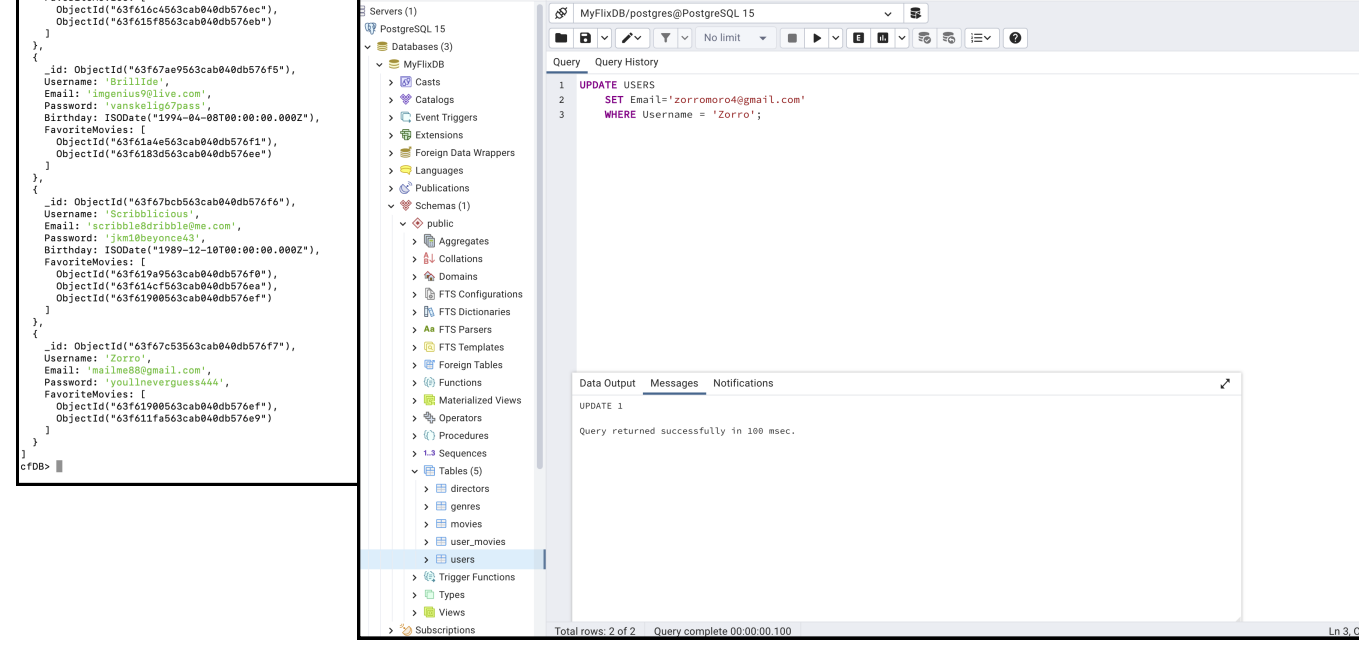 ObjectId("63f616c4563cab040db576ec"),
ObjectId("63f615f8563cab040db576eb")
]
},
{
_id: ObjectId("63f67ae9563cab040db576f5"),
Username: 'BrillIde',
Email: 'imgenius9@live.com',
Password: 'vanskelig67pass',
Birthday: ISODate("1994-04-08T00:00:00.000Z"),
FavoriteMovies: [
ObjectId("63f61a4e563cab040db576f1"),
ObjectId("63f6183d563cab040db576ee")
]
},
{
_id: ObjectId("63f67bcb563cab040db576f6"),
Username: 'Scribblicious',
Email: 'scribble8dribble@me.com',
Password: 'jkm10beyonce43',
Birthday: ISODate("1989-12-10T00:00:00.000Z"),
FavoriteMovies: [
ObjectId("63f619a9563cab040db576f0"),
ObjectId("63f614cf563cab040db576ea"),
ObjectId("63f61900563cab040db576ef")
]
},
{
_id: ObjectId("63f67c53563cab040db576f7"),
Username: 'Zorro',
Email: 'mailme88@gmail.com',
Password: 'youllneverguess444',
FavoriteMovies: [
ObjectId("63f61900563cab040db576ef"),
ObjectId("63f611fa563cab040db576e9")
]
}
]
cfDB>
Servers (1)
PostgreSQL 15
Databases (3)
MyFlixDB
Casts
Catalogs
Event Triggers
Extensions
Foreign Data Wrappers
Languages
Publications
Schemas (1)
public
Aggregates
Collations
Domains
FTS Configurations
FTS Dictionaries
Aa FTS Parsers
FTS Templates
Foreign Tables
Functions
Materialized Views
Operators
Procedures
1..3 Sequences
Tables (5)
directors
genres
movies
user_movies
users
Trigger Functions
Types
Views
Subscriptions
MyFlixDB/postgres@PostgreSQL 15
No limit
E
Query Query History
1 UPDATE USERS
2 SET Email='zorromoro4@gmail.com'
3 WHERE Username = 'Zorro';
Data Output Messages Notifications
UPDATE 1
Query returned successfully in 100 msec.
Total rows: 2 of 2 Query complete 00:00:00.100
Ln 3, C